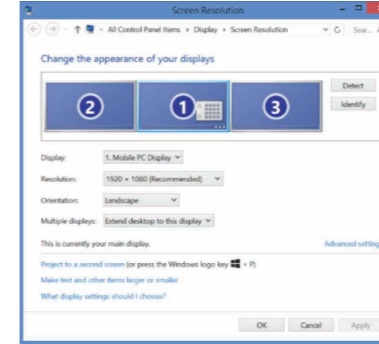 Screen Resolution
All Control Panel Items ▸ Display ▸ Screen Resolution
Change the appearance of your displays
2 1 3
Detect
Identify
Display: 1. Mobile PC Display
Resolution: 1920 × 1080 (Recommended)
Orientation: Landscape
Multiple displays: Extend desktop to this display
This is currently your main display.
Advanced setting
Project to a second screen (or press the Windows logo key + P)
Make text and other items larger or smaller
What display settings should I choose?
OK Cancel Apply